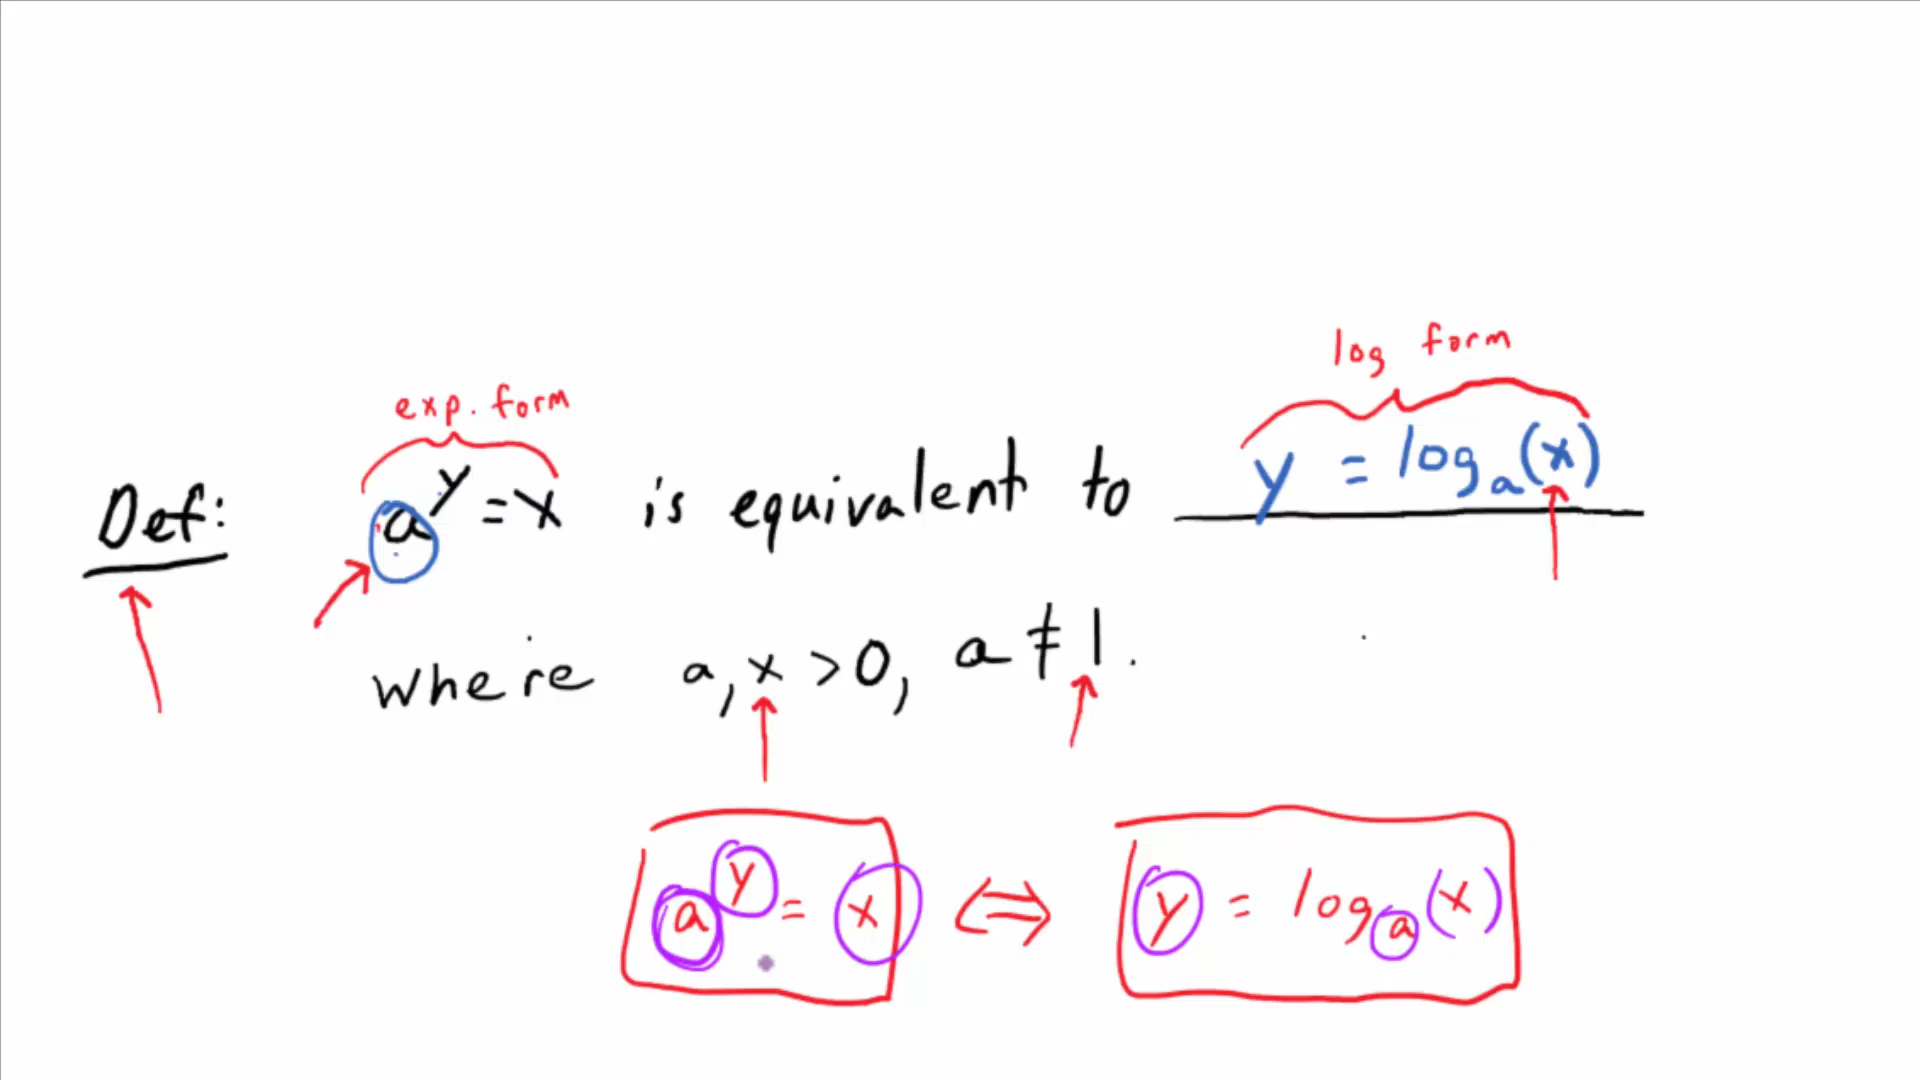 log form
exp. form
Def: a^y = x is equivalent to y = log_a(x)
where a, x > 0, a ≠ 1.
a^y = x ⇔ y = log_a(x)